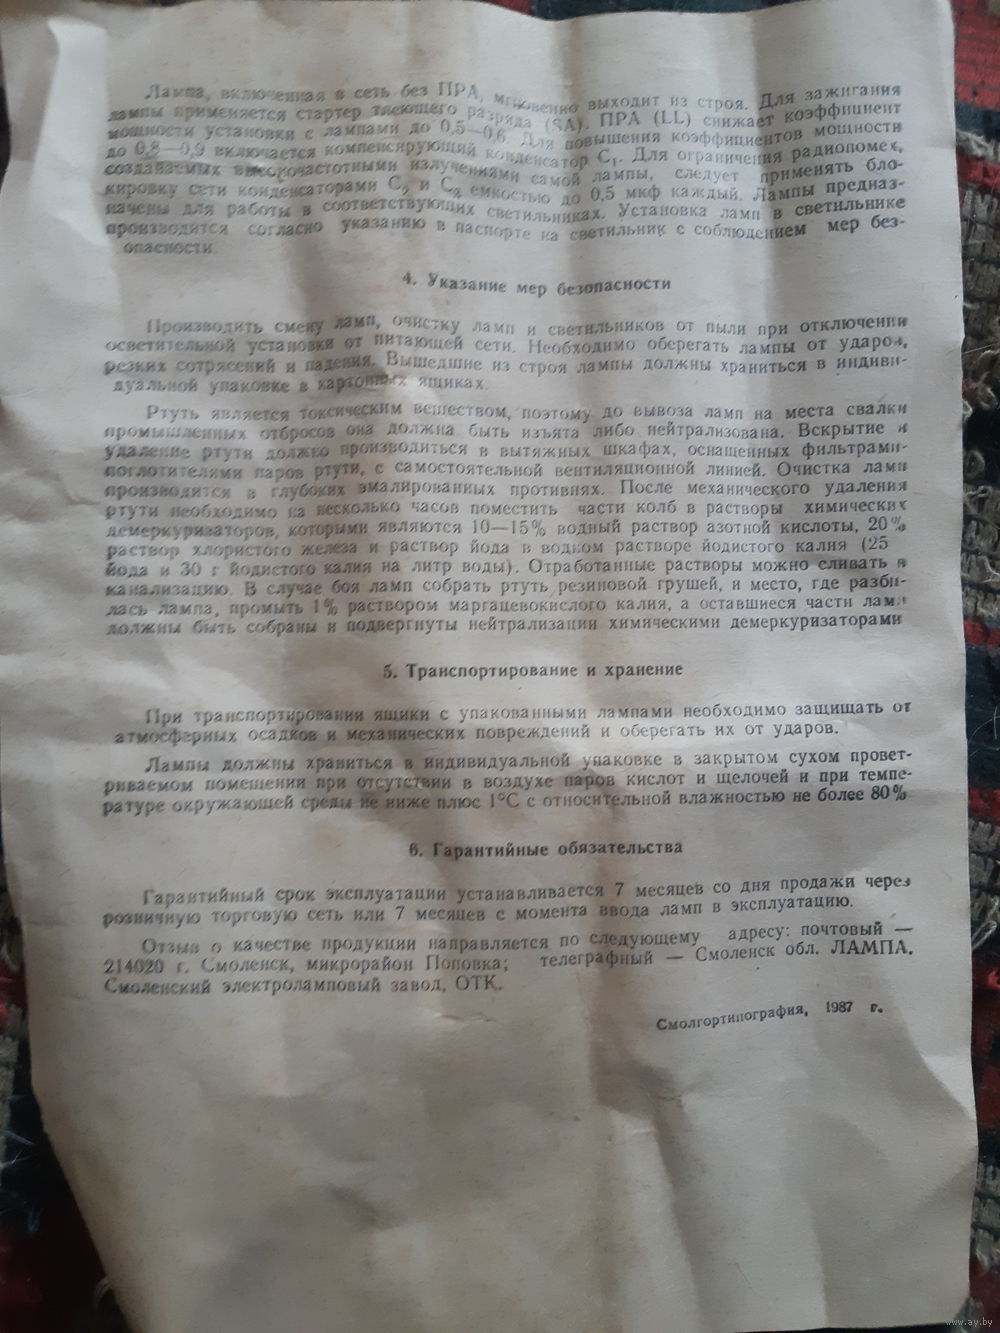 Лампа, включенная в сеть без ПРА, мгновенно выходит из строя. Для зажигания
лампы применяется стартер тлеющего разряда (SA). ПРА (LL) снижает коэффициент
мощности установки с лампами до 0,5—0,6. Для повышения коэффициентов мощности
до 0,8—0,9 включается компенсирующий конденсатор C₁. Для ограничения радиопомех,
создаваемых высокочастотными излучениями самой лампы, следует применять бло-
кировку сети конденсаторами C₂ и C₃ емкостью до 0,5 мкф каждый. Лампы предназ-
начены для работы в соответствующих светильниках. Установка ламп в светильнике
производится согласно указанию в паспорте на светильник с соблюдением мер без-
опасности.
4. Указание мер безопасности
Производить смену ламп, очистку ламп и светильников от пыли при отключении
осветительной установки от питающей сети. Необходимо оберегать лампы от ударов,
резких сотрясений и падения. Вышедшие из строя лампы должны храниться в индиви-
дуальной упаковке в картонных ящиках.
Ртуть является токсическим веществом, поэтому до вывоза ламп на места свалки
промышленных отбросов она должна быть изъята либо нейтрализована. Вскрытие и
удаление ртути должно производиться в вытяжных шкафах, оснащенных фильтрами-
поглотителями паров ртути, с самостоятельной вентиляционной линией. Очистка ламп
производится в глубоких эмалированных противнях. После механического удаления
ртути необходимо на несколько часов поместить части колб в растворы химических
демеркуризаторов, которыми являются 10—15% водный раствор азотной кислоты, 20%
раствор хлористого железа и раствор йода в водном растворе йодистого калия (25
йода и 30 г йодистого калия на литр воды). Отработанные растворы можно сливать в
канализацию. В случае боя ламп собрать ртуть резиновой грушей, и место, где разби-
лась лампа, промыть 1% раствором марганцевокислого калия, а оставшиеся части ламп
должны быть собраны и подвергнуты нейтрализации химическими демеркуризаторами
5. Транспортирование и хранение
При транспортировании ящики с упакованными лампами необходимо защищать от
атмосферных осадков и механических повреждений и оберегать их от ударов.
Лампы должны храниться в индивидуальной упаковке в закрытом сухом провет-
риваемом помещении при отсутствии в воздухе паров кислот и щелочей и при темпе-
ратуре окружающей среды не ниже плюс 1°С с относительной влажностью не более 80%
6. Гарантийные обязательства
Гарантийный срок эксплуатации устанавливается 7 месяцев со дня продажи через
розничную торговую сеть или 7 месяцев с момента ввода ламп в эксплуатацию.
Отзыв о качестве продукции направляется по следующему адресу: почтовый —
214020 г. Смоленск, микрорайон Поповка; телеграфный — Смоленск обл. ЛАМПА.
Смоленский электроламповый завод, ОТК.
Смолгортипография, 1987 г.
www.ay.by